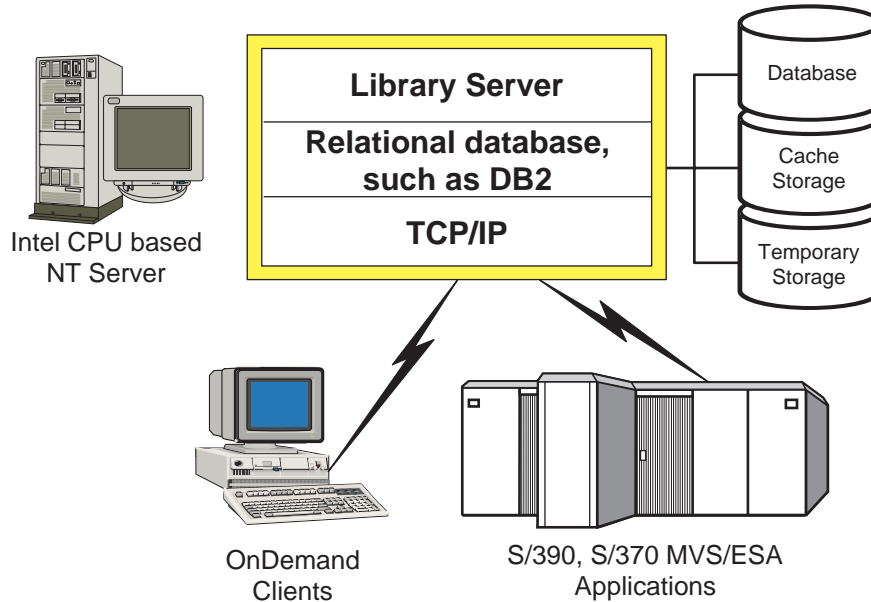 Library Server
Relational database,
such as DB2
TCP/IP
Database
Cache
Storage
Temporary
Storage
Intel CPU based
NT Server
OnDemand
Clients
S/390, S/370 MVS/ESA
Applications